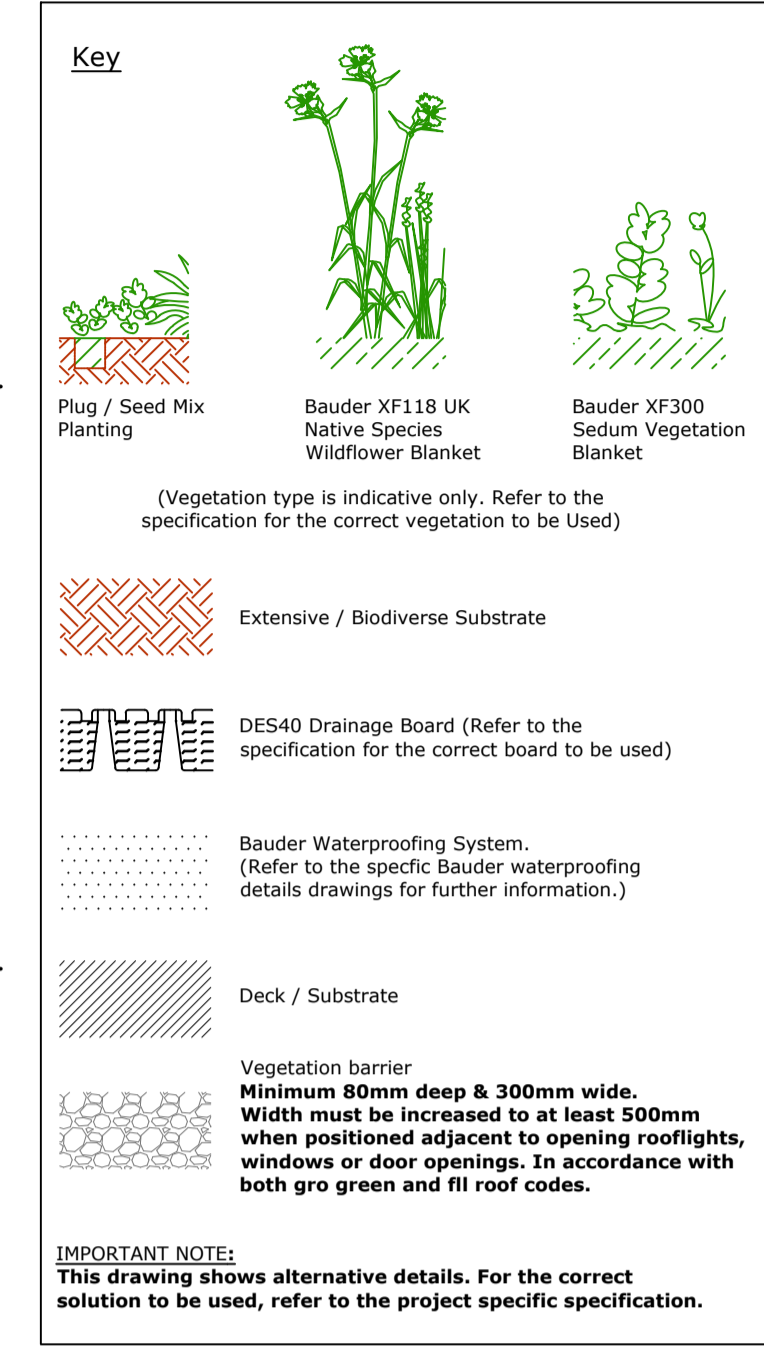 Key
Plug / Seed Mix
Planting
Bauder XF118 UK
Native Species
Wildflower Blanket
Bauder XF300
Sedum Vegetation
Blanket
(Vegetation type is indicative only. Refer to the
specification for the correct vegetation to be Used)
Extensive / Biodiverse Substrate
DES40 Drainage Board (Refer to the
specification for the correct board to be used)
Bauder Waterproofing System.
(Refer to the specfic Bauder waterproofing
details drawings for further information.)
Deck / Substrate
Vegetation barrier
Minimum 80mm deep & 300mm wide.
Width must be increased to at least 500mm
when positioned adjacent to opening rooflights,
windows or door openings. In accordance with
both gro green and fll roof codes.
IMPORTANT NOTE:
This drawing shows alternative details. For the correct
solution to be used, refer to the project specific specification.